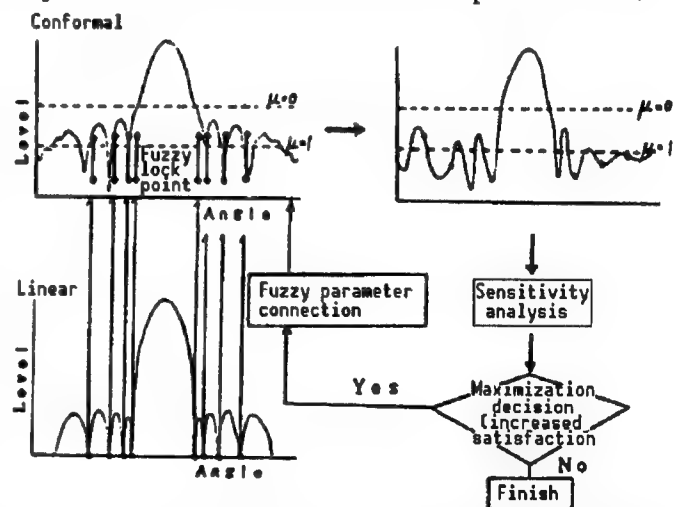 Conformal
Level
μ=0
μ=1
Fuzzy
lock
point
Angle
μ=0
μ=1
Linear
Level
Angle
Fuzzy parameter
connection
Sensitivity
analysis
Yes
Maximization
decision
[increased
satisfaction
No
Finish